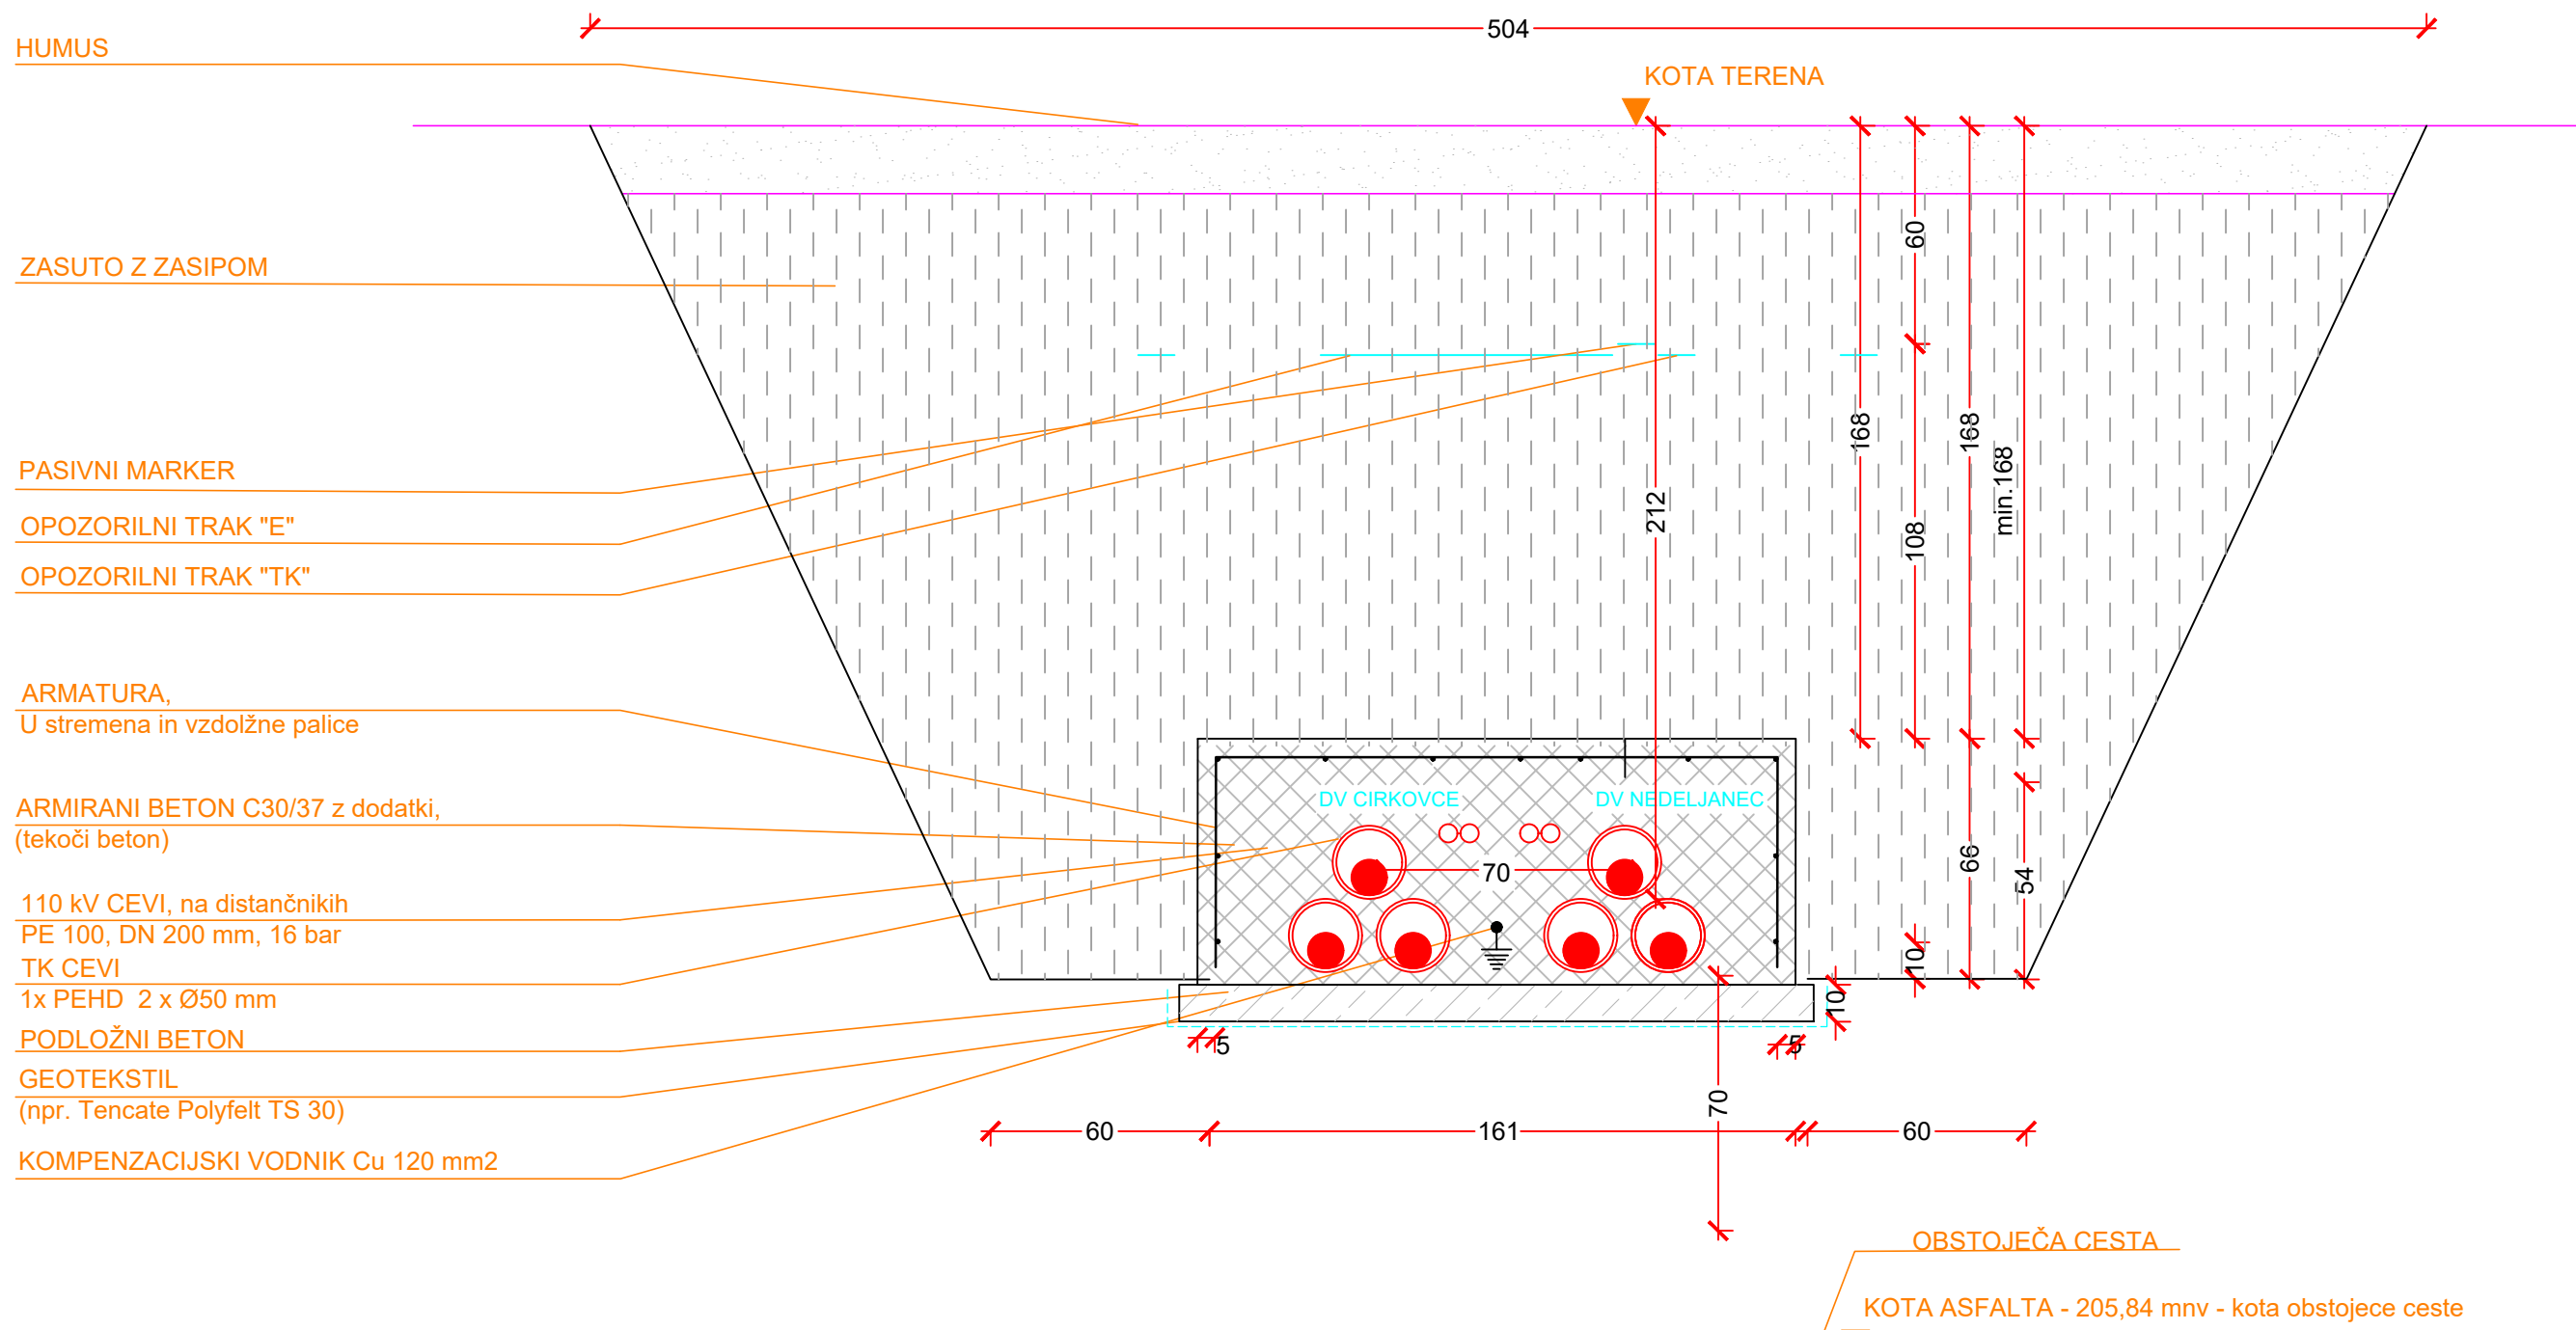 504
HUMUS
KOTA TERENA
60
ZASUTO Z ZASIPOM
168
168
min.168
PASIVNI MARKER
212
OPOZORILNI TRAK "E"
108
OPOZORILNI TRAK "TK"
ARMATURA,
U stremena in vzdolžne palice
DV CIRKOVCE
DV NEDELJANEC
ARMIRANI BETON C30/37 z dodatki,
(tekoči beton)
70
66
54
110 kV CEVI, na distančnikih
PE 100, DN 200 mm, 16 bar
10
TK CEVI
1x PEHD  2 x Ø50 mm
10
PODLOŽNI BETON
5
5
GEOTEKSTIL
(npr. Tencate Polyfelt TS 30)
70
60
161
60
KOMPENZACIJSKI VODNIK Cu 120 mm2
OBSTOJEČA CESTA
KOTA ASFALTA - 205,84 mnv - kota obstojece ceste